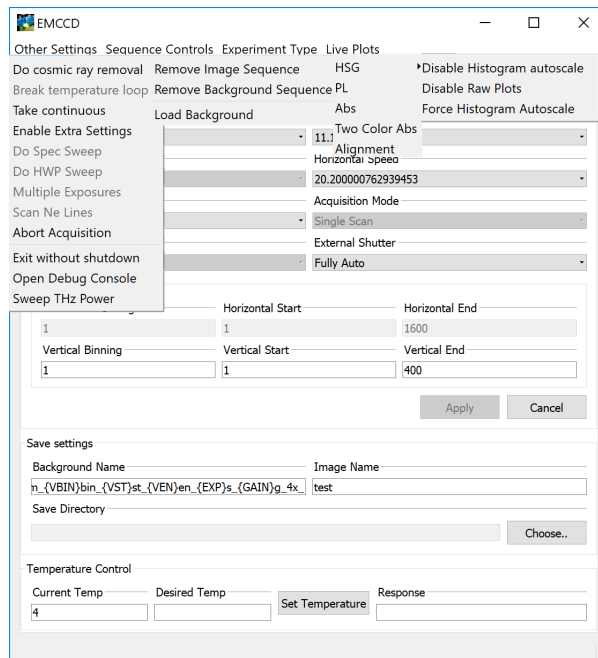 EMCCD
Other Settings Sequence Controls Experiment Type Live Plots
Do cosmic ray removal Remove Image Sequence HSG Disable Histogram autoscale
Break temperature loop Remove Background Sequence PL Disable Raw Plots
Take continuous Load Background Abs Force Histogram Autoscale
Enable Extra Settings Two Color Abs
Do Spec Sweep Alignment
Do HWP Sweep
Multiple Exposures
Scan Ne Lines
Abort Acquisition
Exit without shutdown
Open Debug Console
Sweep THz Power
Horizontal Speed
20.200000762939453
Acquisition Mode
Single Scan
External Shutter
Fully Auto
Horizontal Start Horizontal End
1 1 1600
Vertical Binning Vertical Start Vertical End
1 1 400
Apply Cancel
Save settings
Background Name Image Name
m_{VBIN}bin_{VST}st_{VEN}en_{EXP}s_{GAIN}g_4x_ test
Save Directory
Choose..
Temperature Control
Current Temp Desired Temp Set Temperature Response
4